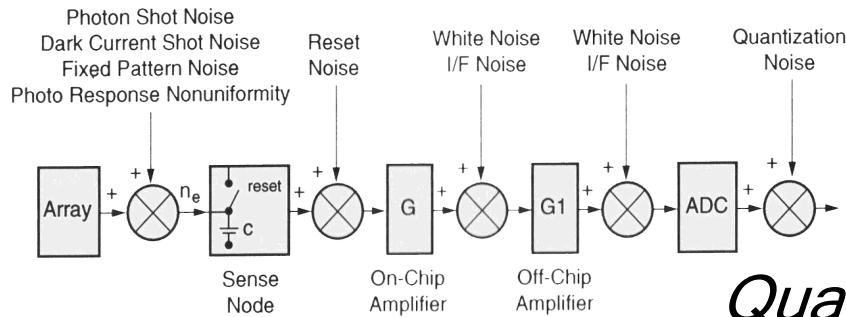 Photon Shot Noise
Dark Current Shot Noise
Fixed Pattern Noise
Photo Response Nonuniformity
Reset
Noise
White Noise
I/F Noise
White Noise
I/F Noise
Quantization
Noise
+ + + + +
Array + nₑ reset C + G + G1 + ADC +
Sense
Node
On-Chip
Amplifier
Off-Chip
Amplifier
Qua